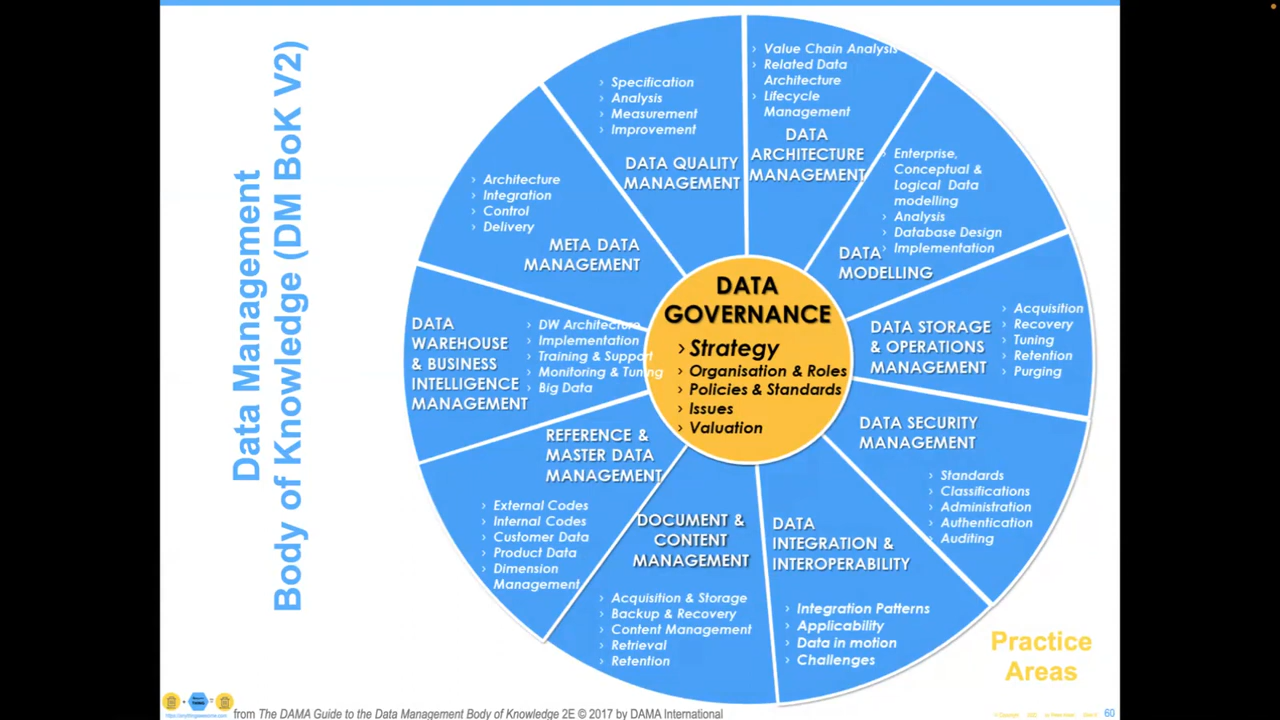 Data Management
Body of Knowledge (DM BoK V2)
› Value Chain Analysis
› Related Data
Architecture
› Lifecycle
Management
DATA
ARCHITECTURE
MANAGEMENT
› Enterprise,
Conceptual &
Logical Data
modelling
› Analysis
› Database Design
› Implementation
DATA
MODELLING
› Acquisition
› Recovery
› Tuning
› Retention
› Purging
DATA STORAGE
& OPERATIONS
MANAGEMENT
DATA SECURITY
MANAGEMENT
› Standards
› Classifications
› Administration
› Authentication
› Auditing
DATA
INTEGRATION &
INTEROPERABILITY
› Integration Patterns
› Applicability
› Data in motion
› Challenges
DOCUMENT &
CONTENT
MANAGEMENT
› Acquisition & Storage
› Backup & Recovery
› Content Management
› Retrieval
› Retention
REFERENCE &
MASTER DATA
MANAGEMENT
› External Codes
› Internal Codes
› Customer Data
› Product Data
› Dimension
Management
DATA
WAREHOUSE
& BUSINESS
INTELLIGENCE
MANAGEMENT
› DW Architecture
› Implementation
› Training & Support
› Monitoring & Tuning
› Big Data
› Architecture
› Integration
› Control
› Delivery
META DATA
MANAGEMENT
› Specification
› Analysis
› Measurement
› Improvement
DATA QUALITY
MANAGEMENT
DATA
GOVERNANCE
› Strategy
› Organisation & Roles
› Policies & Standards
› Issues
› Valuation
Practice
Areas
from The DAMA Guide to the Data Management Body of Knowledge 2E © 2017 by DAMA International
60